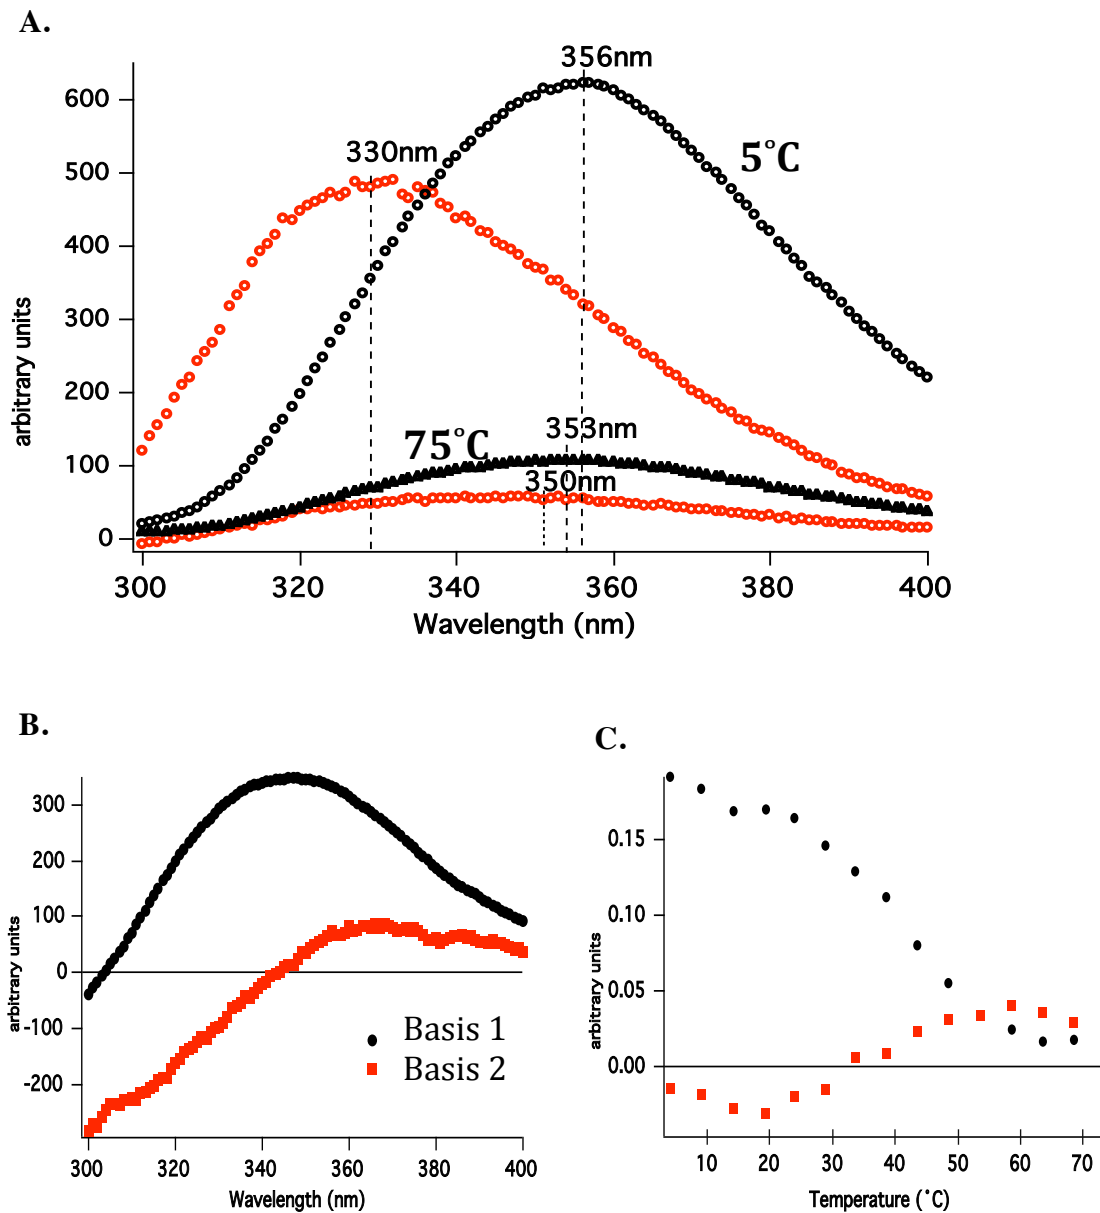 A.
356nm
600
330nm
5°C
500
400
300
200
75°C
353nm
100
350nm
0
300 320 340 360 380 400
Wavelength (nm)
arbitrary units
B.
300
200
100
0
-100
-200
Basis 1
Basis 2
300 320 340 360 380 400
Wavelength (nm)
arbitrary units
C.
0.15
0.10
0.05
0.00
10 20 30 40 50 60 70
Temperature (°C)
arbitrary units